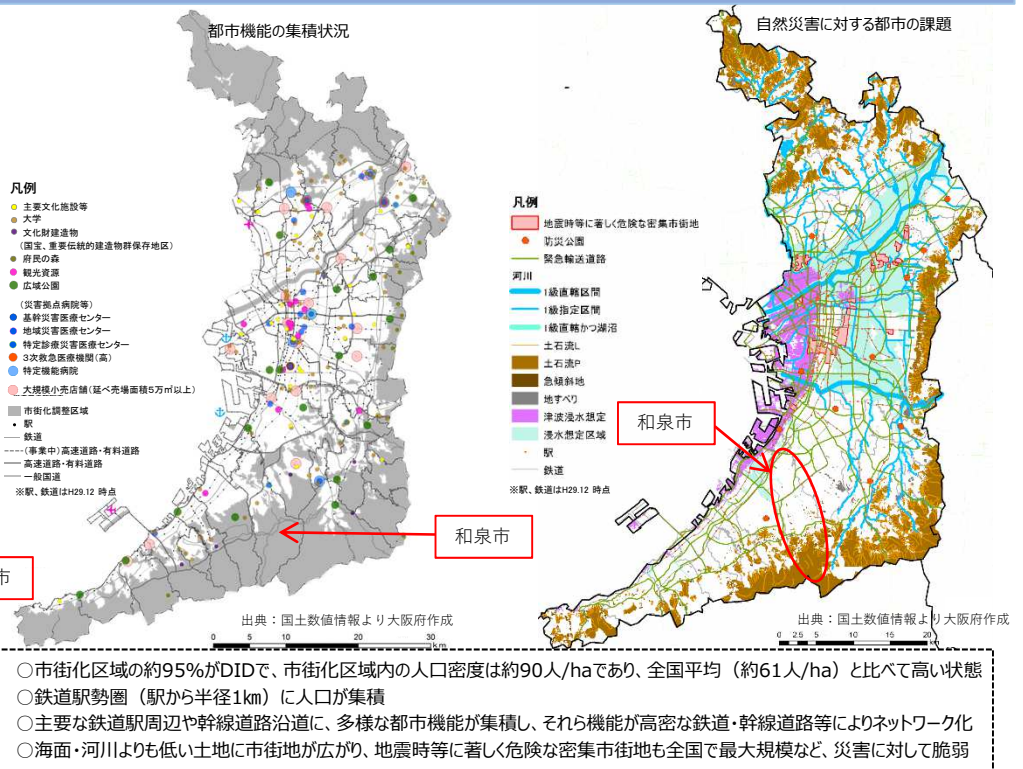 都市機能の集積状況
凡例
主要文化施設等
大学
文化財建造物
(国宝、重要伝統的建造物群保存地区)
府民の森
観光資源
広域公園
(災害拠点病院等)
基幹災害医療センター
地域災害医療センター
特定診療災害医療センター
3次救急医療機関(高)
特定機能病院
大規模小売店舗(延べ売場面積5万㎡以上)
市街化調整区域
駅
鉄道
(事業中)高速道路・有料道路
高速道路・有料道路
一般国道
※駅、鉄道はH29.12 時点
和泉市
市
出典：国土数値情報より大阪府作成
0 5 10 20 30 km
自然災害に対する都市の課題
凡例
地震時等に著しく危険な密集市街地
防災公園
緊急輸送道路
河川
1級直轄区間
1級指定区間
1級直轄かつ湖沼
土石流L
土石流P
急傾斜地
地すべり
津波浸水想定
浸水想定区域
駅
鉄道
※駅、鉄道はH29.12 時点
和泉市
出典：国土数値情報より大阪府作成
0 2.5 5 10 15 20
○市街化区域の約95%がDIDで、市街化区域内の人口密度は約90人/haであり、全国平均（約61人/ha）と比べて高い状態
○鉄道駅勢圏（駅から半径1km）に人口が集積
○主要な鉄道駅周辺や幹線道路沿道に、多様な都市機能が集積し、それら機能が高密な鉄道・幹線道路等によりネットワーク化
○海面・河川よりも低い土地に市街地が広がり、地震時等に著しく危険な密集市街地も全国で最大規模など、災害に対して脆弱